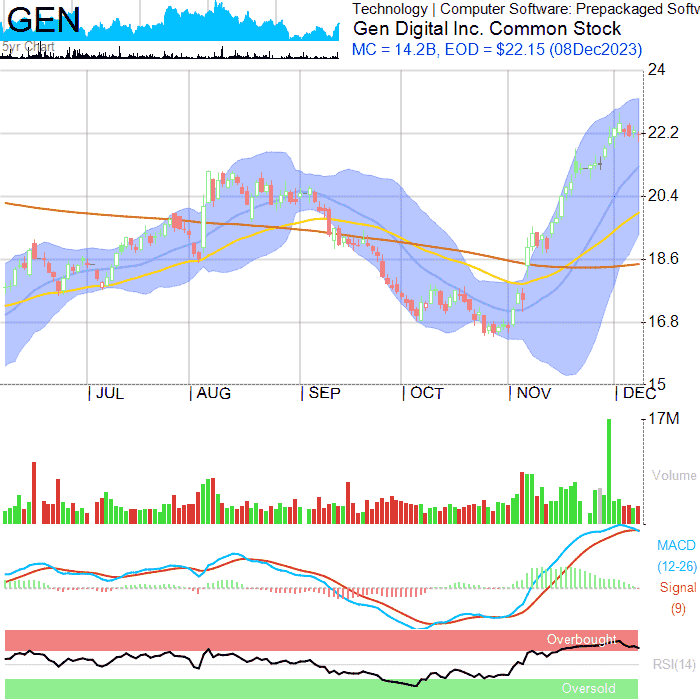 GEN
Technology | Computer Software: Prepackaged Softw
Gen Digital Inc. Common Stock
MC = 14.2B, EOD = $22.15 (08Dec2023)
5yr Chart
24
22.2
20.4
18.6
16.8
15
| JUL | AUG | SEP | OCT | NOV | DEC
17M
Volume
MACD
(12-26)
Signal
(9)
Overbought
RSI(14)
Oversold